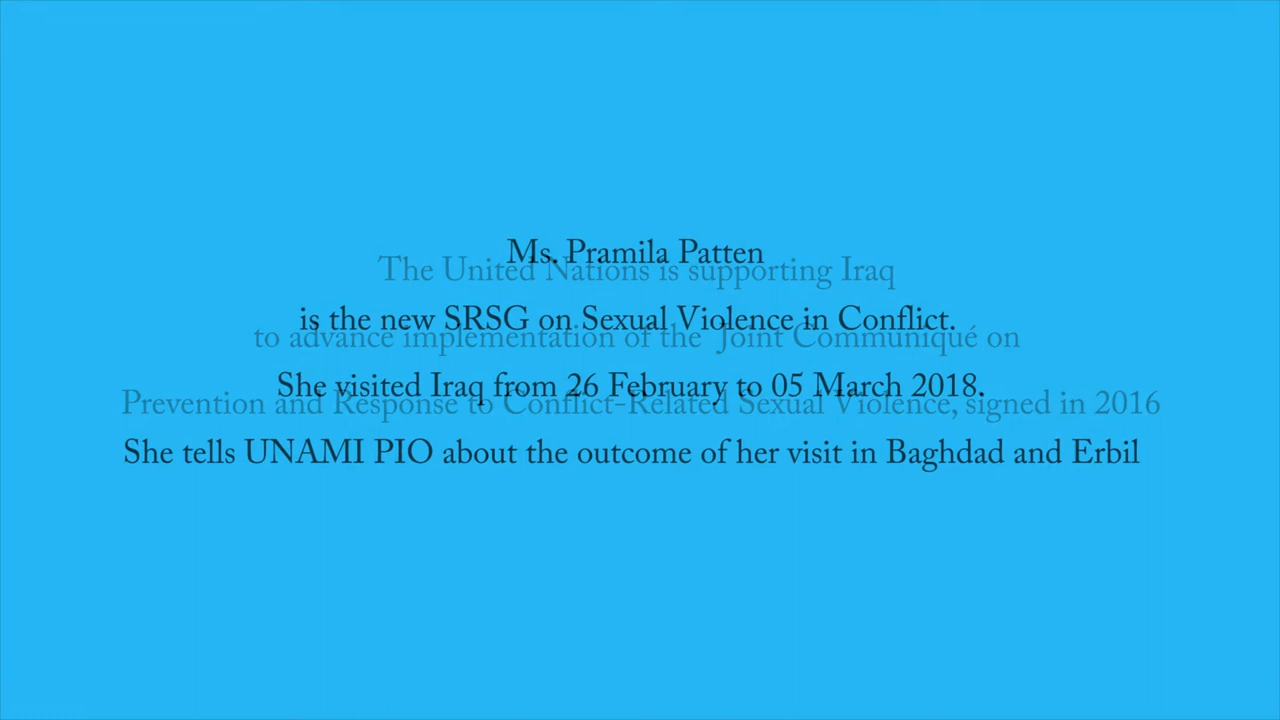 Ms. Pramila Patten
The United Nations is supporting Iraq
is the new SRSG on Sexual Violence in Conflict.
to advance implementation of the Joint Communiqué on
She visited Iraq from 26 February to 05 March 2018.
Prevention and Response to Conflict-Related Sexual Violence, signed in 2016
She tells UNAMI PIO about the outcome of her visit in Baghdad and Erbil